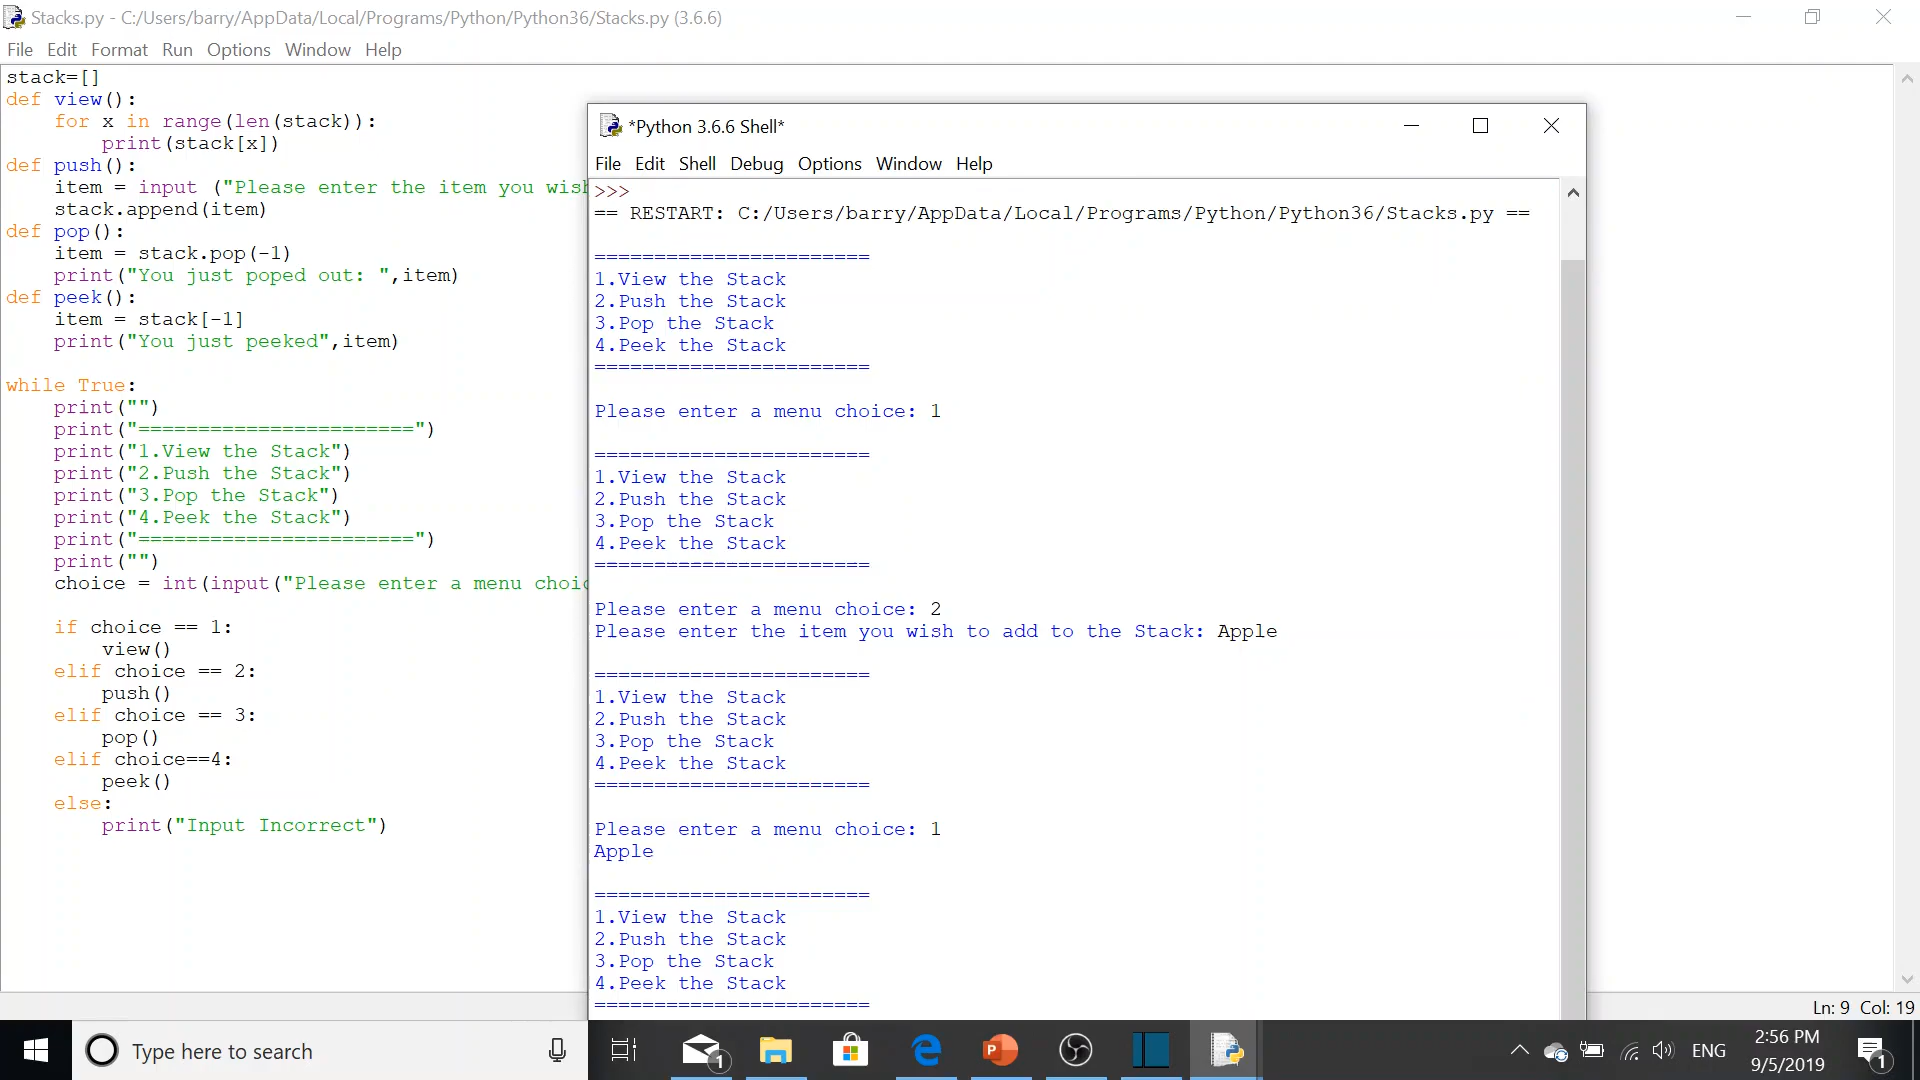 Stacks.py - C:/Users/barry/AppData/Local/Programs/Python/Python36/Stacks.py (3.6.6)
File Edit Format Run Options Window Help
stack=[]
def view():
    for x in range(len(stack)):
        print(stack[x])
def push():
    item = input ("Please enter the item you wish
    stack.append(item)
def pop():
    item = stack.pop(-1)
    print("You just poped out: ",item)
def peek():
    item = stack[-1]
    print("You just peeked",item)
while True:
    print("")
    print("=======================")
    print("1.View the Stack")
    print("2.Push the Stack")
    print("3.Pop the Stack")
    print("4.Peek the Stack")
    print("=======================")
    print("")
    choice = int(input("Please enter a menu choic
    if choice == 1:
        view()
    elif choice == 2:
        push()
    elif choice == 3:
        pop()
    elif choice==4:
        peek()
    else:
        print("Input Incorrect")
*Python 3.6.6 Shell*
File Edit Shell Debug Options Window Help
>>>
== RESTART: C:/Users/barry/AppData/Local/Programs/Python/Python36/Stacks.py ==
=======================
1.View the Stack
2.Push the Stack
3.Pop the Stack
4.Peek the Stack
=======================
Please enter a menu choice: 1
=======================
1.View the Stack
2.Push the Stack
3.Pop the Stack
4.Peek the Stack
=======================
Please enter a menu choice: 2
Please enter the item you wish to add to the Stack: Apple
=======================
1.View the Stack
2.Push the Stack
3.Pop the Stack
4.Peek the Stack
=======================
Please enter a menu choice: 1
Apple
=======================
1.View the Stack
2.Push the Stack
3.Pop the Stack
4.Peek the Stack
=======================
Ln: 9 Col: 19
Type here to search
1
P
ENG
2:56 PM
9/5/2019
1